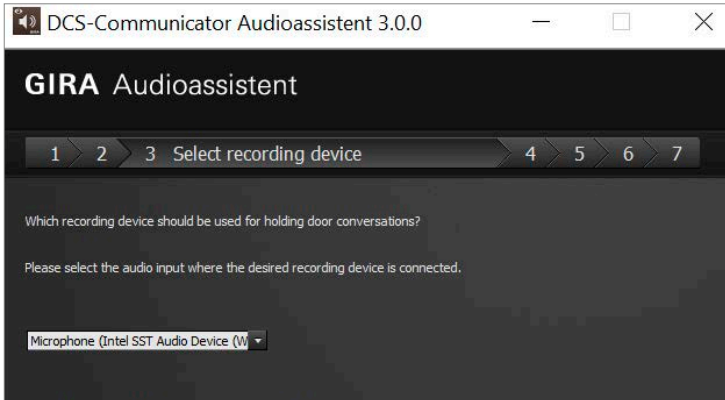 DCS-Communicator Audioassistent 3.0.0
GIRA Audioassistent
1 2 3 Select recording device 4 5 6 7
Which recording device should be used for holding door conversations?
Please select the audio input where the desired recording device is connected.
Microphone (Intel SST Audio Device (W